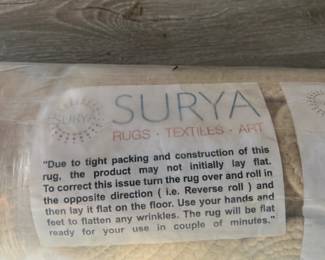 SURYA
SURYA
RUGS · TEXTILES · ART
"Due to tight packing and construction of this
rug, the product may not initially lay flat.
To correct this issue turn the rug over and roll in
the opposite direction ( i.e. Reverse roll ) and
then lay it flat on the floor. Use your hands and
feet to flatten any wrinkles. The rug will be flat
ready for your use in couple of minutes."